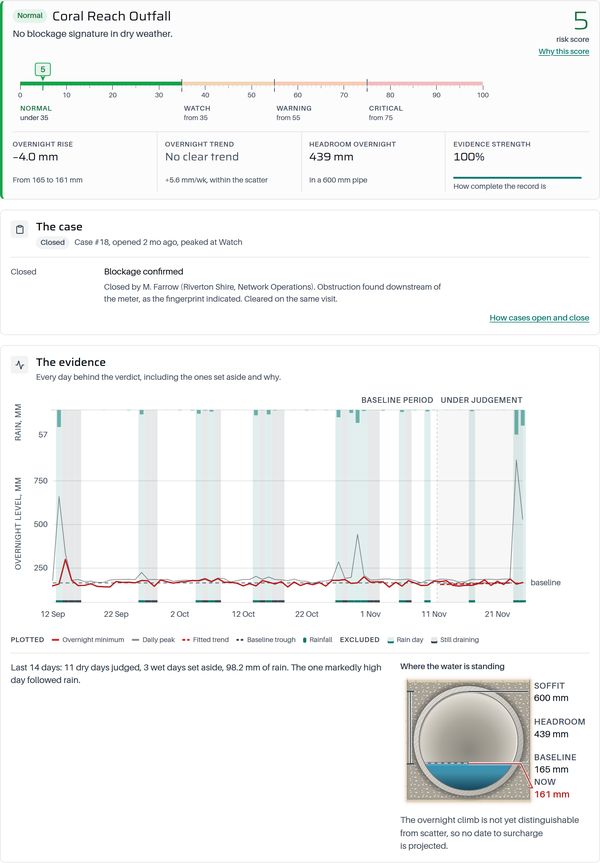 Normal Coral Reach Outfall
No blockage signature in dry weather.
5
risk score
Why this score
5
0 10 20 30 40 50 60 70 80 90 100
NORMAL WATCH WARNING CRITICAL
under 35 from 35 from 55 from 75
OVERNIGHT RISE OVERNIGHT TREND HEADROOM OVERNIGHT EVIDENCE STRENGTH
−4.0 mm No clear trend 439 mm 100%
From 165 to 161 mm +5.6 mm/wk, within the scatter In a 600 mm pipe
How complete the record is
The case
Closed Case #18, opened 2 mo ago, peaked at Watch
Closed Blockage confirmed
Closed by M. Farrow (Riverton Shire, Network Operations). Obstruction found downstream of
the meter, as the fingerprint indicated. Cleared on the same visit.
How cases open and close
The evidence
Every day behind the verdict, including the ones set aside and why.
BASELINE PERIOD UNDER JUDGEMENT
RAIN, MM
57
OVERNIGHT LEVEL, MM
750
500
250
baseline
12 Sep 22 Sep 2 Oct 12 Oct 22 Oct 1 Nov 11 Nov 21 Nov
PLOTTED Overnight minimum Daily peak Fitted trend Baseline trough Rainfall EXCLUDED Rain day Still draining
Last 14 days: 11 dry days judged, 3 wet days set aside, 98.2 mm of rain. The one markedly high
day followed rain.
Where the water is standing
SOFFIT
600 mm
HEADROOM
439 mm
BASELINE
165 mm
NOW
161 mm
The overnight climb is not yet distinguishable
from scatter, so no date to surcharge
is projected.